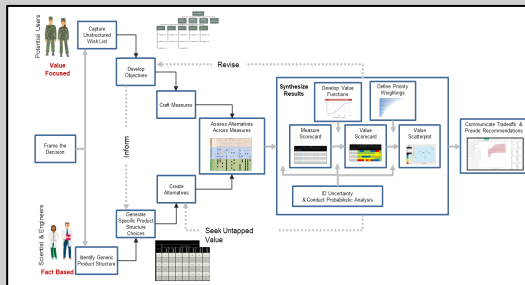 Potential Users
Value
Focused
Capture
Unstructured
Wish List
Develop
Objectives
Revise
Craft Measures
Synthesize
Results
Develop Value
Functions
Define Priority
Weightings
Assess Alternatives
Across Measures
Measure
Scorecard
Value
Scorecard
Value
Scatterplot
Communicate Tradeoffs &
Provide Recommendations
Frame the
Decision
Inform
Create
Alternatives
ID Uncertainty
& Conduct Probabilistic Analysis
Generate
Specific Product
Structure
Choices
Seek Untapped
Value
Scientist & Engineers
Fact Based
Identify Generic
Product Structure